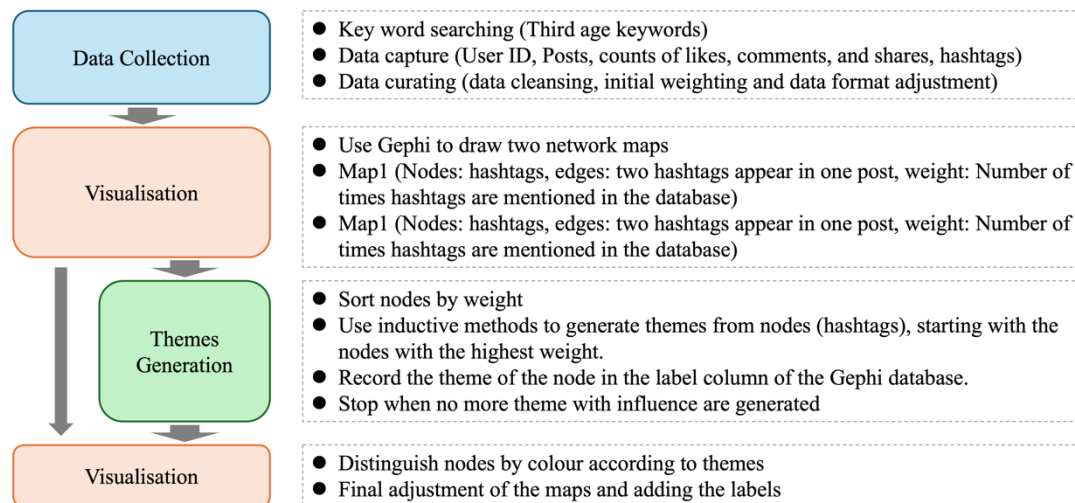 Data Collection
● Key word searching (Third age keywords)
● Data capture (User ID, Posts, counts of likes, comments, and shares, hashtags)
● Data curating (data cleansing, initial weighting and data format adjustment)
Visualisation
● Use Gephi to draw two network maps
● Map1 (Nodes: hashtags, edges: two hashtags appear in one post, weight: Number of
times hashtags are mentioned in the database)
● Map1 (Nodes: hashtags, edges: two hashtags appear in one post, weight: Number of
times hashtags are mentioned in the database)
Themes
Generation
● Sort nodes by weight
● Use inductive methods to generate themes from nodes (hashtags), starting with the
nodes with the highest weight.
● Record the theme of the node in the label column of the Gephi database.
● Stop when no more theme with influence are generated
Visualisation
● Distinguish nodes by colour according to themes
● Final adjustment of the maps and adding the labels